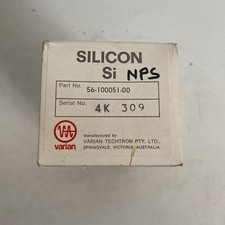 SILICON
Si NPS
Part No. 56-100051-00
Serial No. 4K 309
varian
Manufactured by
VARIAN TECHTRON PTY. LTD.,
SPRINGVALE, VICTORIA, AUSTRALIA.